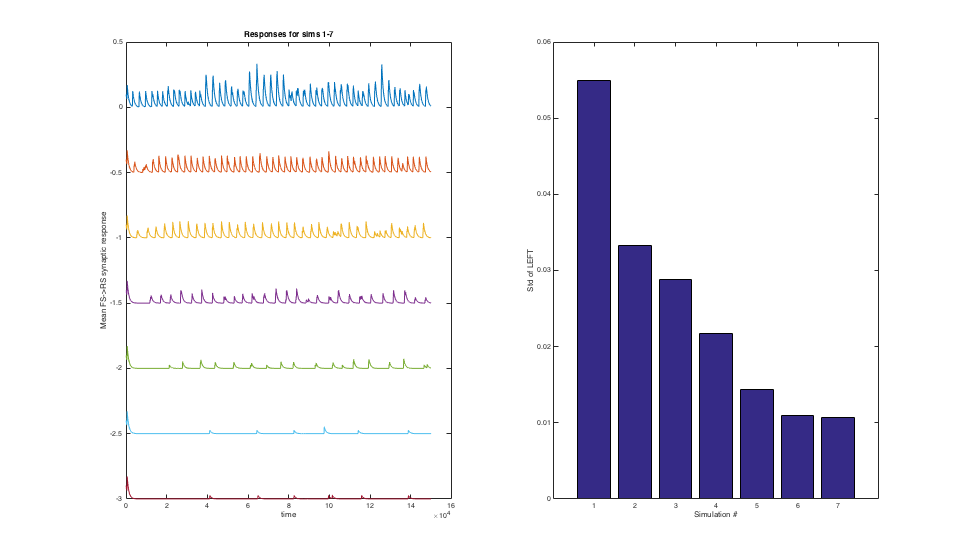 Responses for sims 1-7
Mean FS->RS synaptic response
0.5
0
-0.5
-1
-1.5
-2
-2.5
-3
0 2 4 6 8 10 12 14 16
time
×10^4
Std of LEFT
0.06
0.05
0.04
0.03
0.02
0.01
0
1 2 3 4 5 6 7
Simulation #